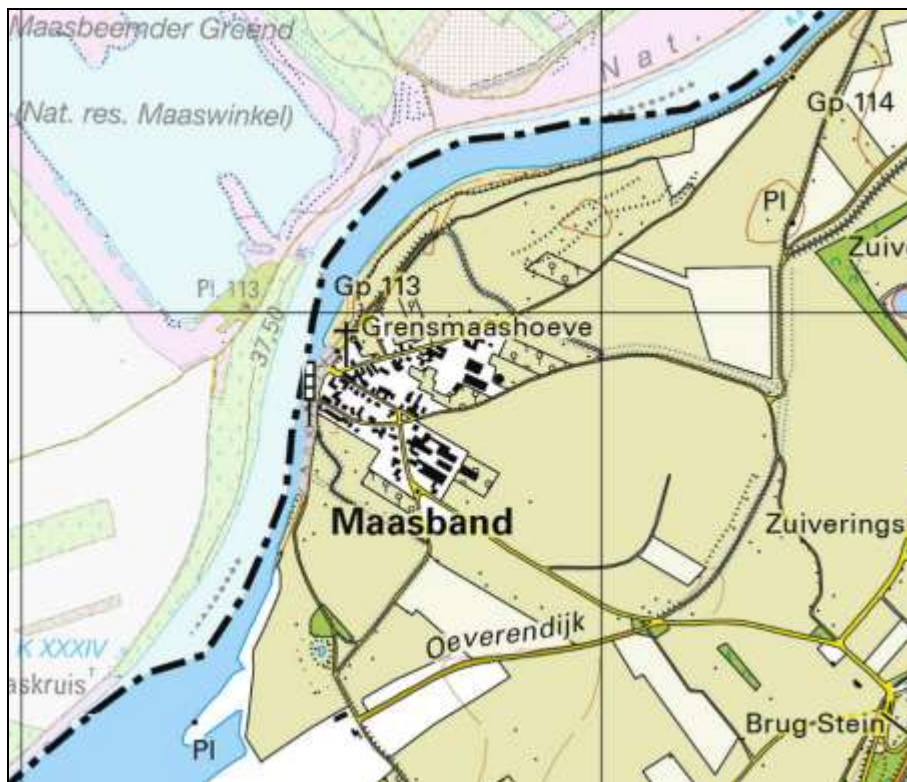 Maasbeemder Greend
Nat.
(Nat. res. Maaswinkel)
Gp 114
Pl
Zuiv
Pl 113
Gp 113
37,50
Grensmaashoeve
Maasband
Zuiverings
Oeverendijk
K XXXIV
askruis
Brug-Stein
Pl